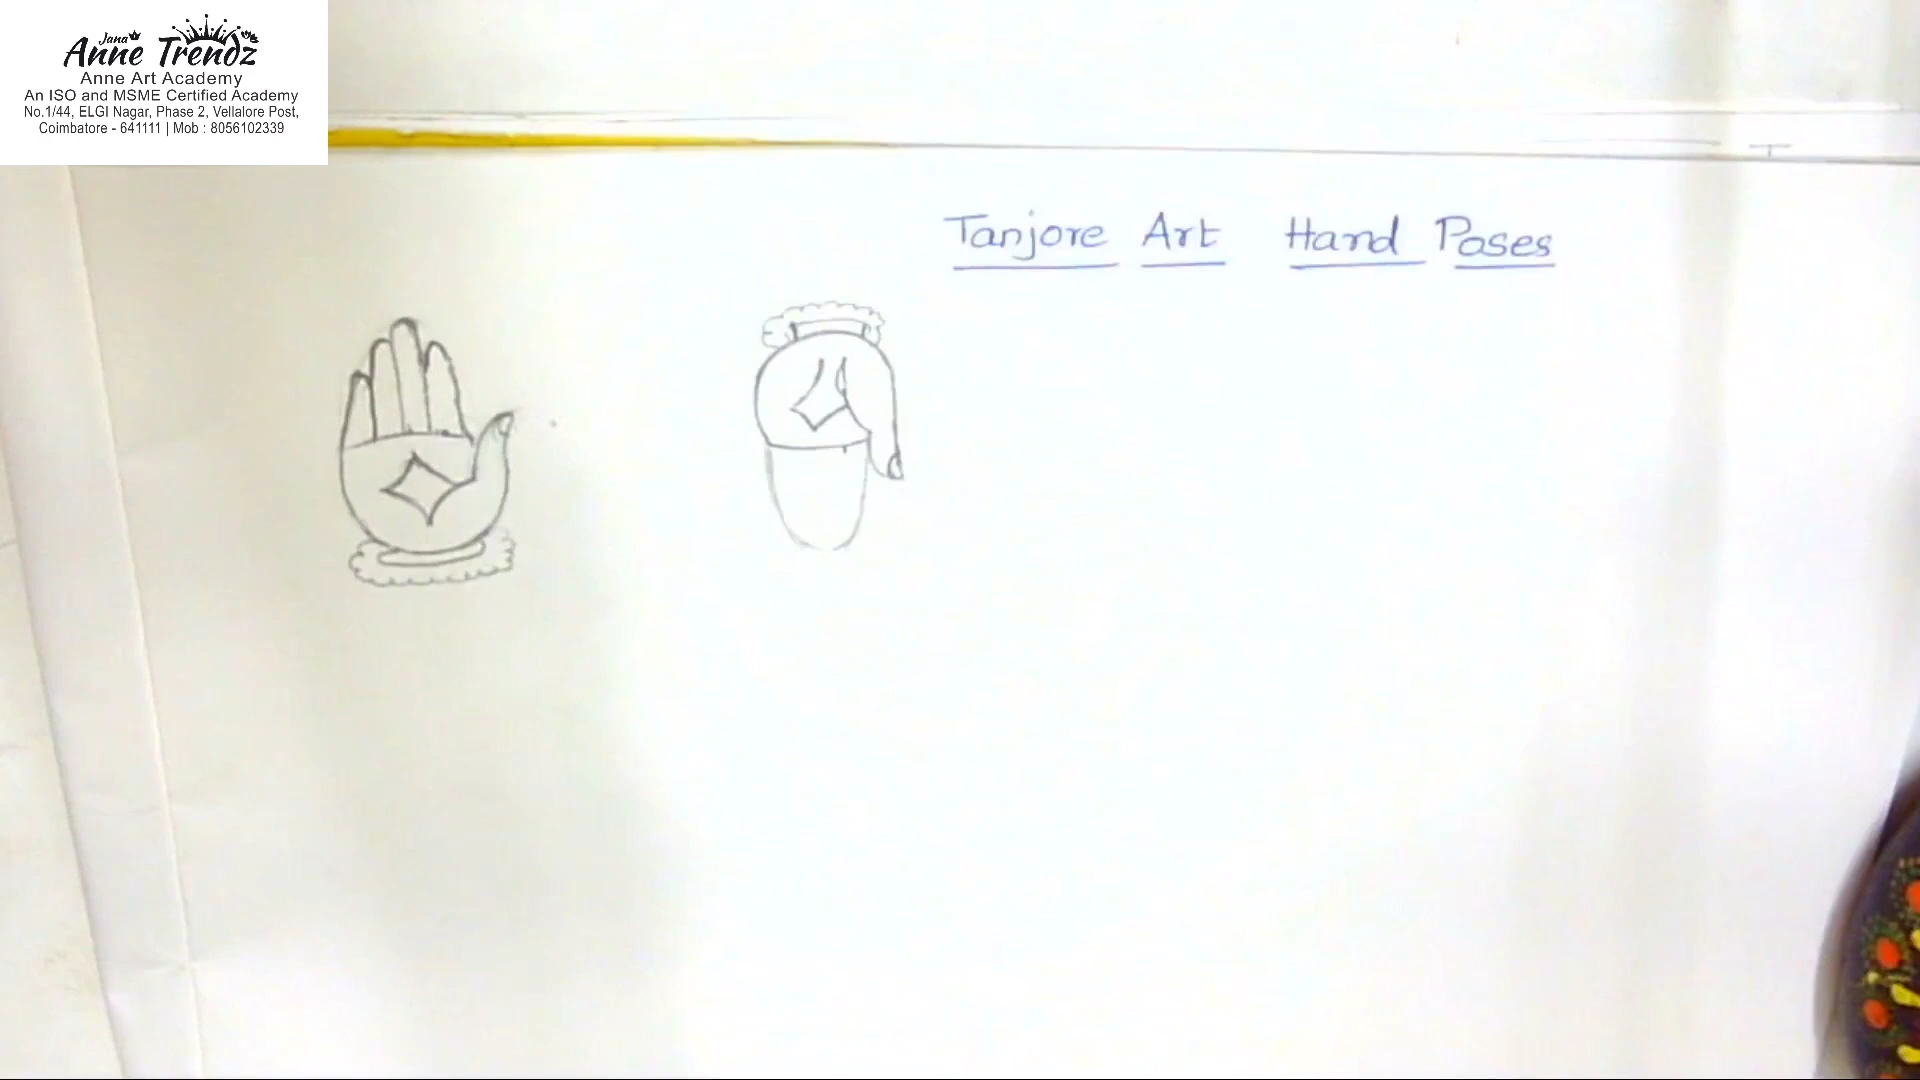 Jana
Anne Trendz
Anne Art Academy
An ISO and MSME Certified Academy
No.1/44, ELGI Nagar, Phase 2, Vellalore Post,
Coimbatore - 641111 | Mob : 8056102339
Tanjore Art Hand Poses